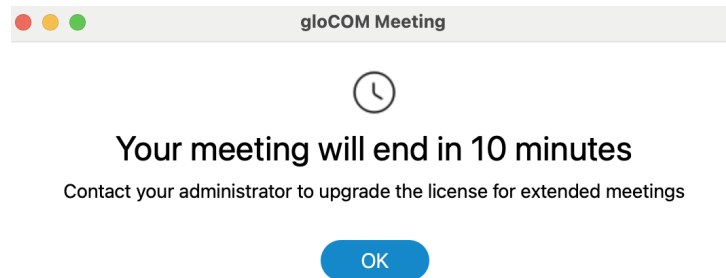 gloCOM Meeting
Your meeting will end in 10 minutes
Contact your administrator to upgrade the license for extended meetings
OK